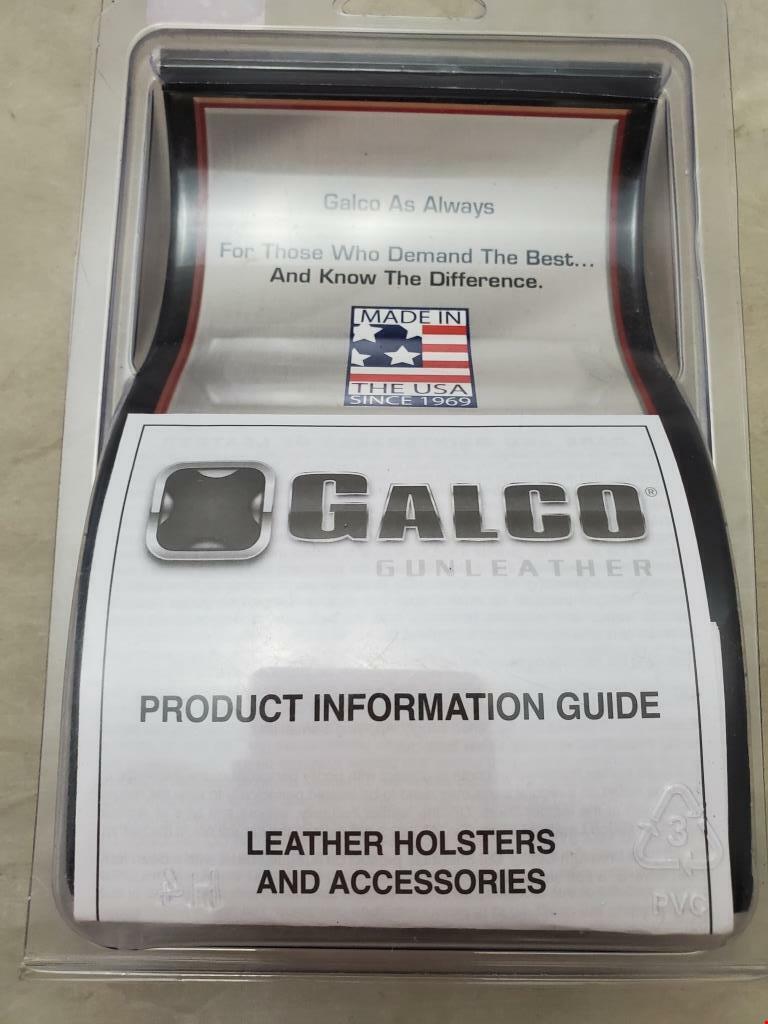 Galco As Always
For Those Who Demand The Best...
And Know The Difference.
MADE IN
THE USA
SINCE 1969
GALCO®
GUNLEATHER
PRODUCT INFORMATION GUIDE
LEATHER HOLSTERS
AND ACCESSORIES
3
PVC